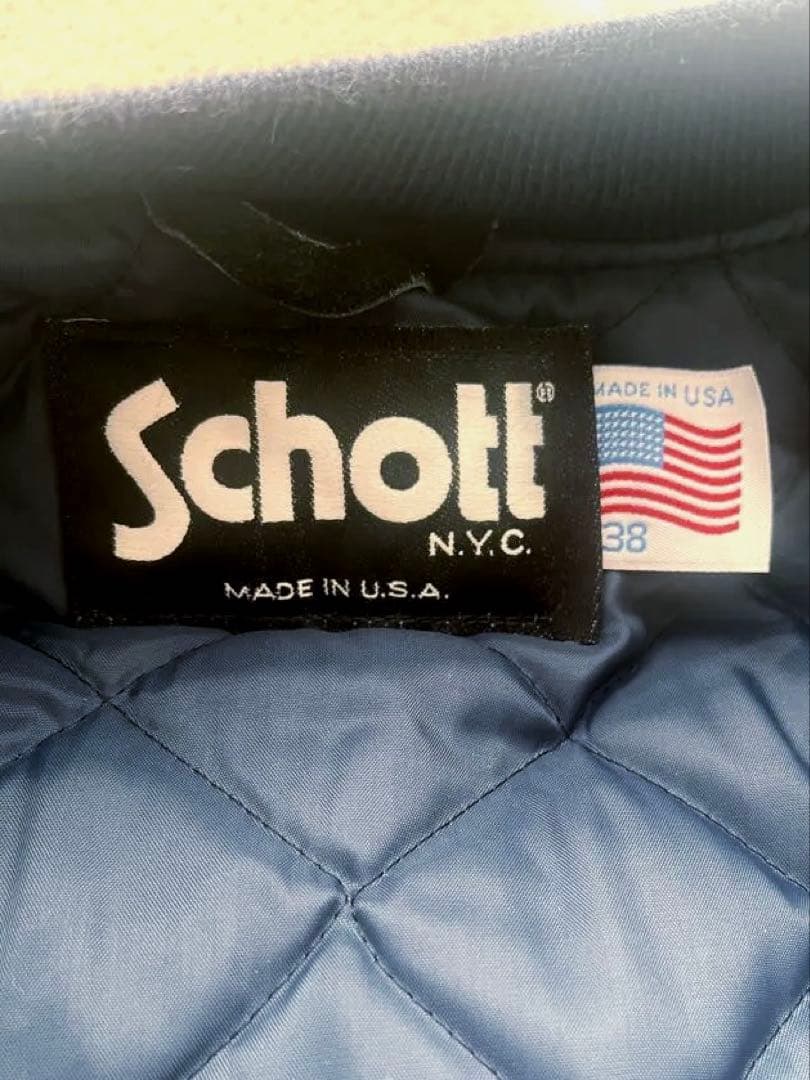 Schott®
N.Y.C.
MADE IN U.S.A.
MADE IN USA
38